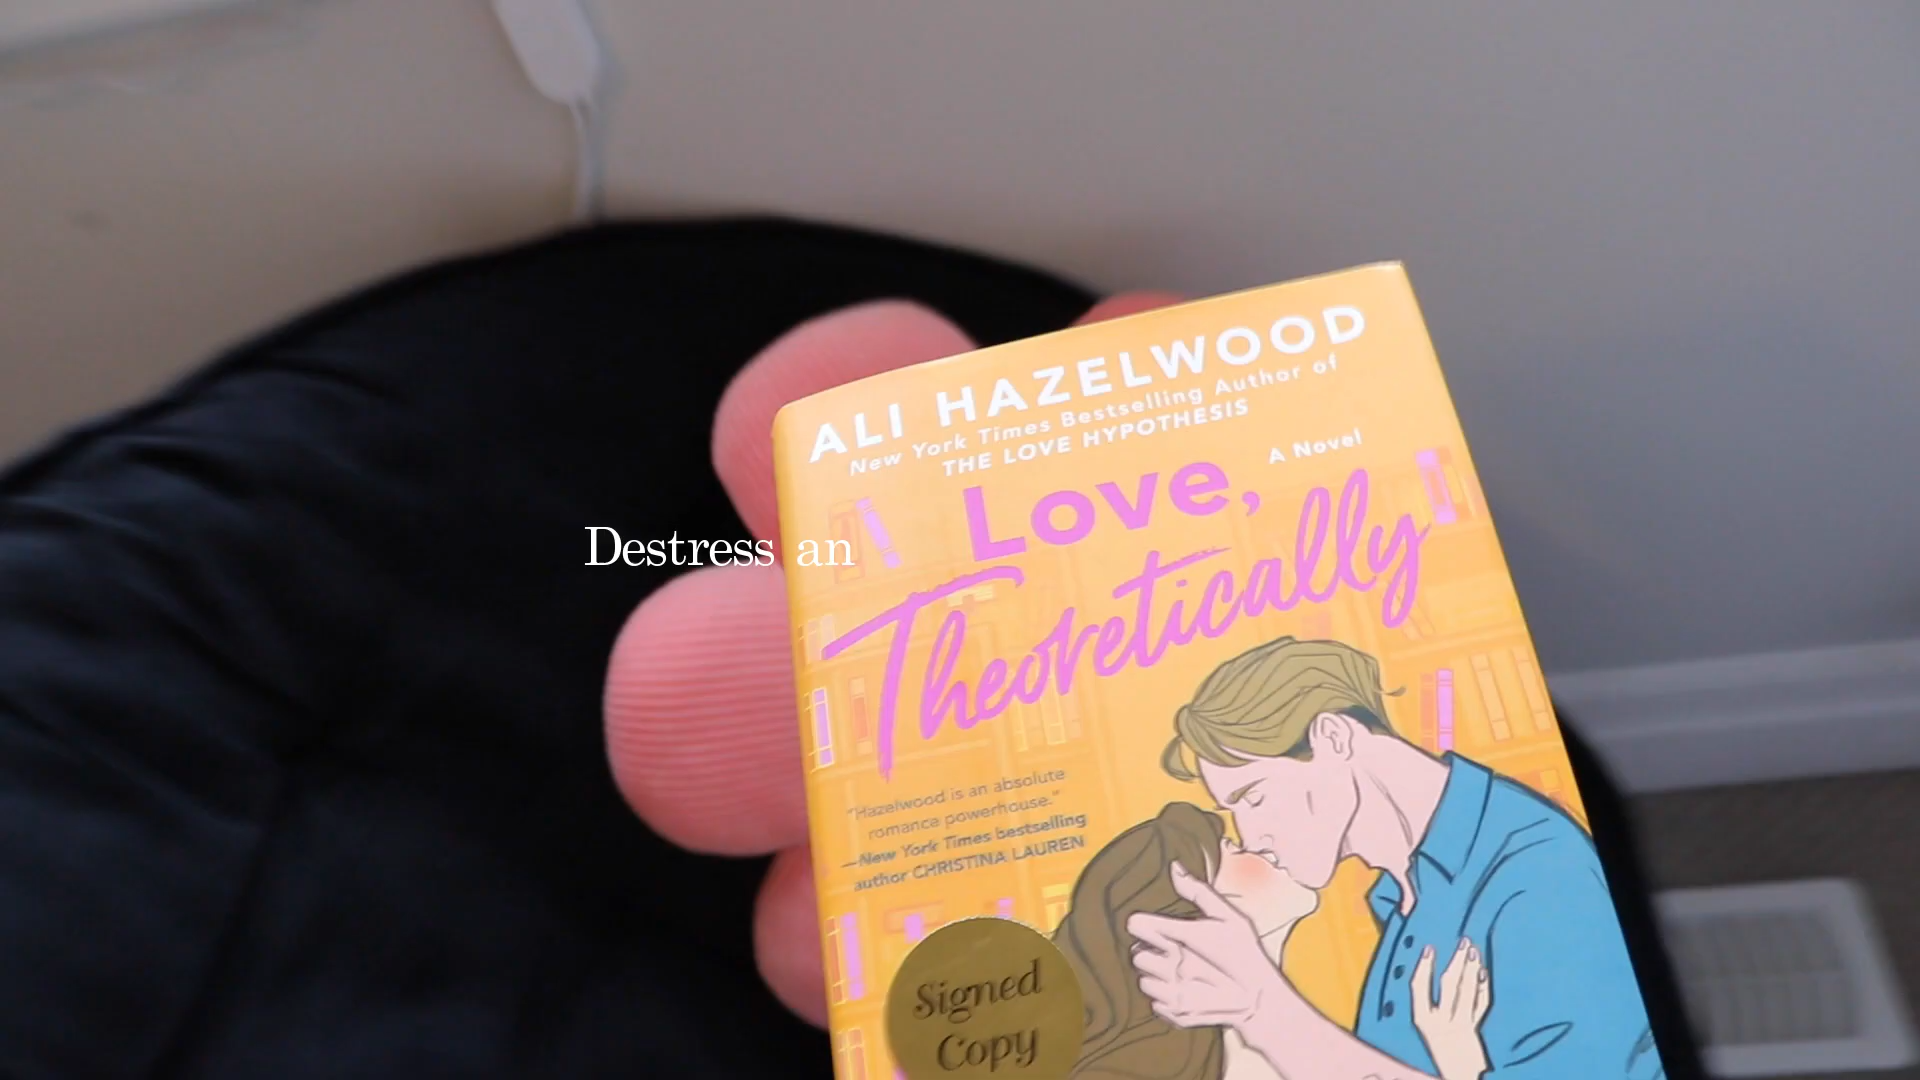 ALI HAZELWOOD
New York Times Bestselling Author of
THE LOVE HYPOTHESIS
Love,
A Novel
Theoretically
Destress an
"Hazelwood is an absolute
romance powerhouse."
—New York Times bestselling
author CHRISTINA LAUREN
Signed
Copy